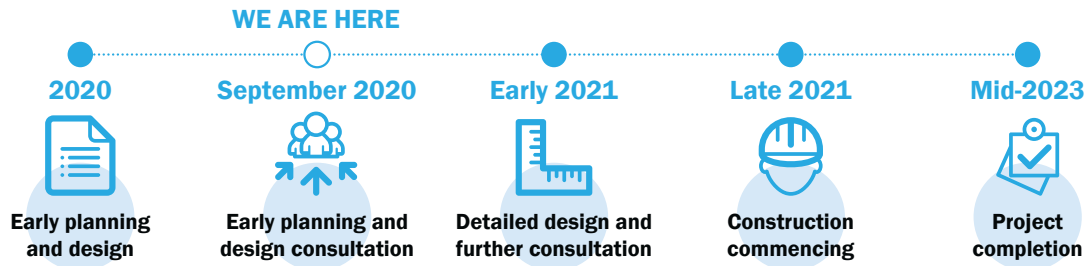 WE ARE HERE
2020
September 2020
Early 2021
Late 2021
Mid-2023
Early planning
and design
Early planning and
design consultation
Detailed design and
further consultation
Construction
commencing
Project
completion